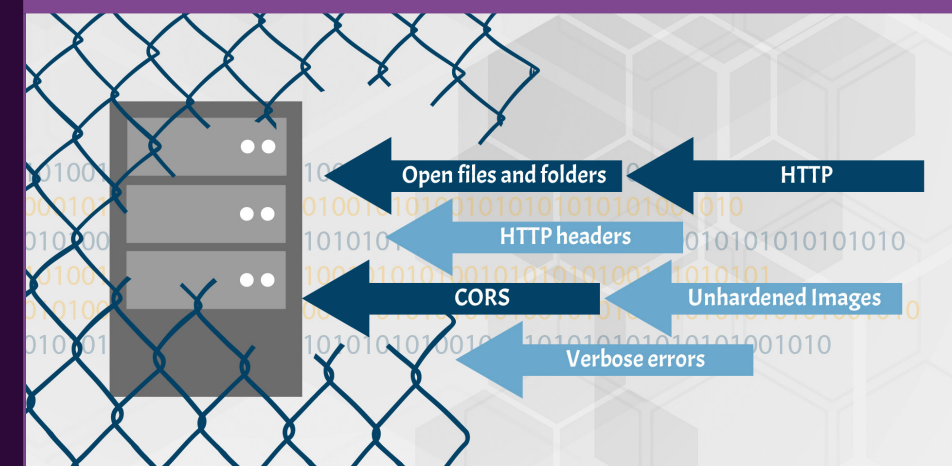 Open files and folders
HTTP
HTTP headers
CORS
Unhardened Images
Verbose errors